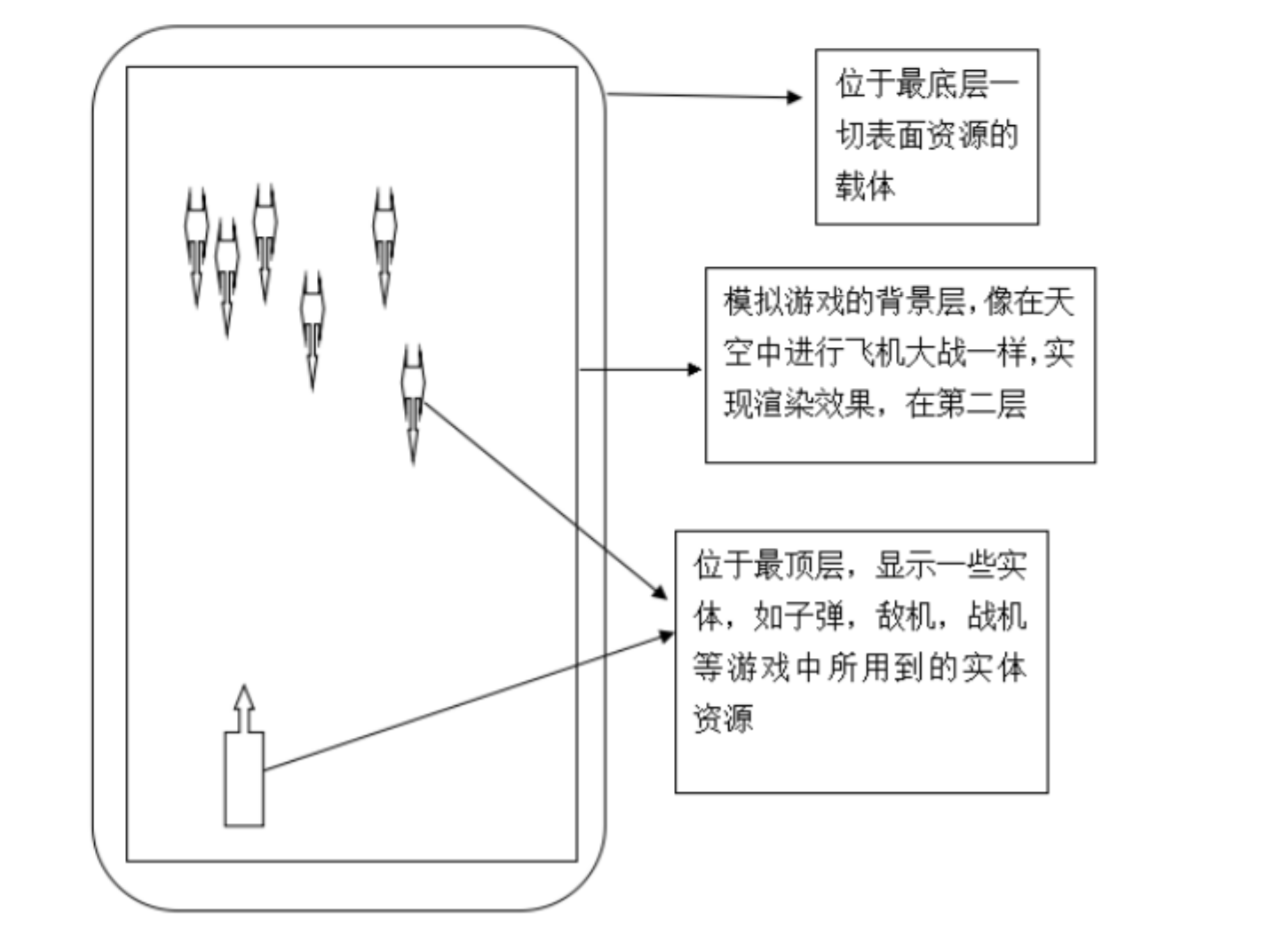 位于最底层一
切表面资源的
载体
模拟游戏的背景层，像在天
空中进行飞机大战一样，实
现渲染效果，在第二层
位于最顶层，显示一些实
体，如子弹，敌机，战机
等游戏中所用到的实体
资源